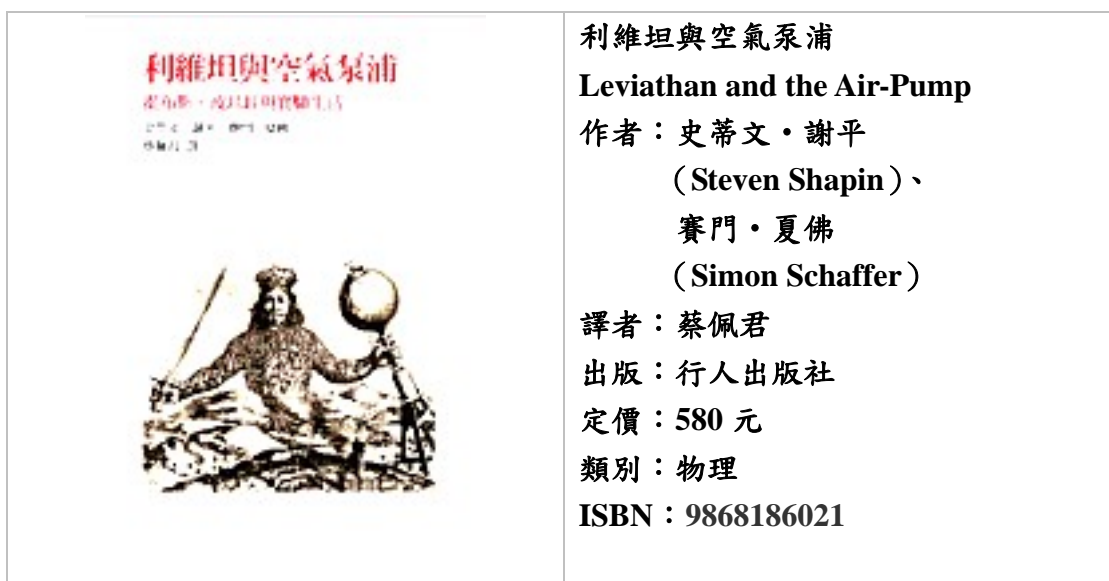 利維坦與空氣泵浦
利維坦與空氣泵浦
Leviathan and the Air-Pump
作者：史蒂文‧謝平
（Steven Shapin）、
賽門‧夏佛
（Simon Schaffer）
譯者：蔡佩君
出版：行人出版社
定價：580 元
類別：物理
ISBN：9868186021